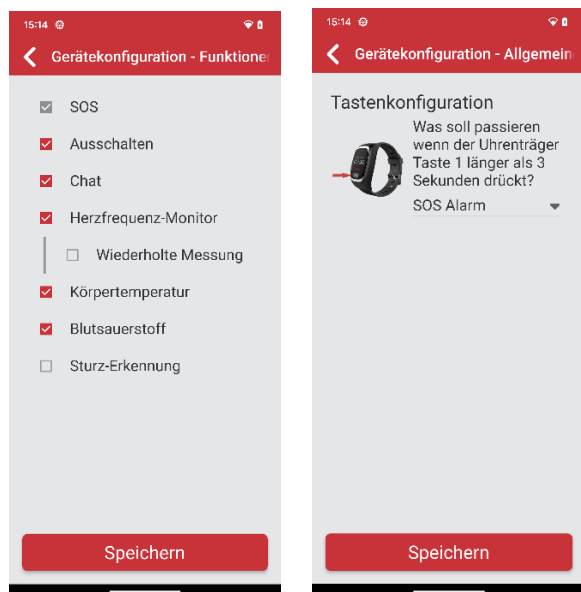 15:14
Gerätekonfiguration - Funktione
SOS
Ausschalten
Chat
Herzfrequenz-Monitor
Wiederholte Messung
Körpertemperatur
Blutsauerstoff
Sturz-Erkennung
Speichern
15:14
Gerätekonfiguration - Allgemein
Tastenkonfiguration
Was soll passieren
wenn der Uhrenträger
Taste 1 länger als 3
Sekunden drückt?
SOS Alarm
Speichern